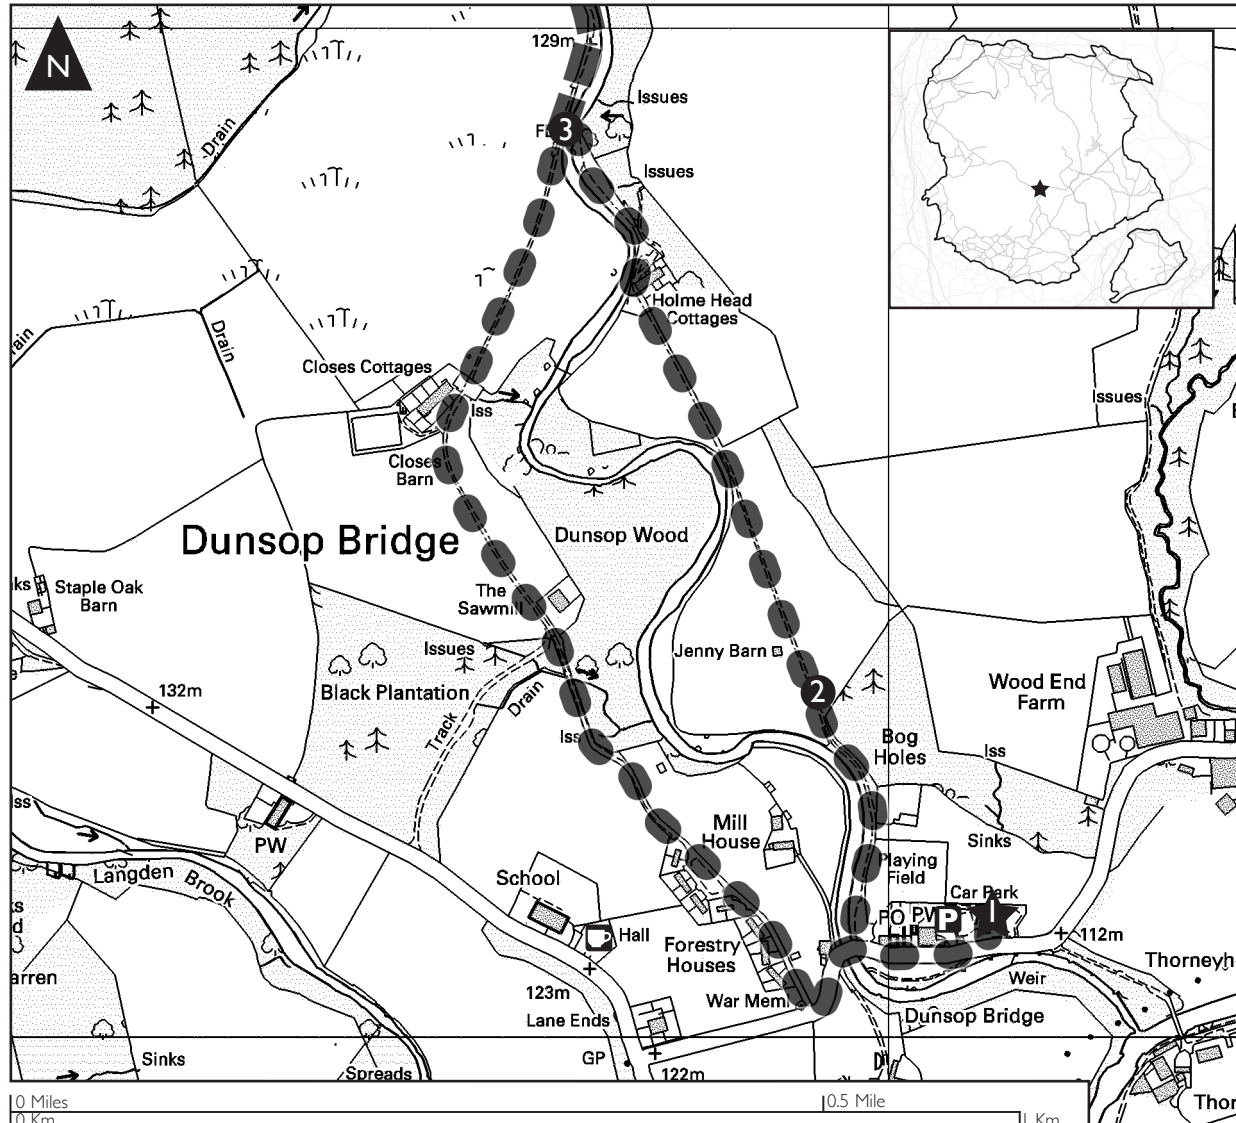 N
129m
Issues
3
Issues
Drain
Holme Head
Cottages
Drain
Closes Cottages
Iss
Issues
Closes
Barn
Dunsop Bridge
Dunsop Wood
The
Sawmill
Staple Oak
Barn
Issues
Jenny Barn
Black Plantation
2
Wood End
Farm
132m
Drain
Track
Iss
Bog
Holes
Iss
Mill
House
Sinks
PW
Langden Brook
School
Playing
Field
Car Park
PO
PW
P
1
Hall
112m
Forestry
Houses
Weir
123m
War Meml
Lane Ends
Dunsop Bridge
GP
Sinks
Spreads
122m
0 Miles
0.5 Mile
0 Km
1 Km